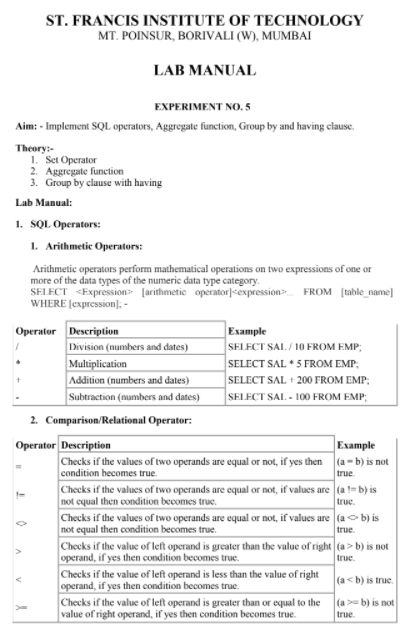 ST. FRANCIS INSTITUTE OF TECHNOLOGY
MT. POINSUR, BORIVALI (W), MUMBAI
LAB MANUAL
EXPERIMENT NO. 5
Aim: - Implement SQL operators, Aggregate function, Group by and having clause.
Theory:-
1. Set Operator
2. Aggregate function
3. Group by clause with having
Lab Manual:
1. SQL Operators:
1. Arithmetic Operators:
Arithmetic operators perform mathematical operations on two expressions of one or
more of the data types of the numeric data type category.
SELECT <Expression> [arithmetic operator]<expression>... FROM [table_name]
WHERE [expression]; -
Operator Description Example
/ Division (numbers and dates) SELECT SAL / 10 FROM EMP;
* Multiplication SELECT SAL * 5 FROM EMP;
+ Addition (numbers and dates) SELECT SAL + 200 FROM EMP;
- Subtraction (numbers and dates) SELECT SAL - 100 FROM EMP;
2. Comparison/Relational Operator:
Operator Description Example
= Checks if the values of two operands are equal or not, if yes then (a = b) is not
condition becomes true. true.
!= Checks if the values of two operands are equal or not, if values are (a != b) is
not equal then condition becomes true. true.
<> Checks if the values of two operands are equal or not, if values are (a <> b) is
not equal then condition becomes true. true.
> Checks if the value of left operand is greater than the value of right (a > b) is not
operand, if yes then condition becomes true. true.
< Checks if the value of left operand is less than the value of right (a < b) is true.
operand, if yes then condition becomes true.
>= Checks if the value of left operand is greater than or equal to the (a >= b) is not
value of right operand, if yes then condition becomes true. true.